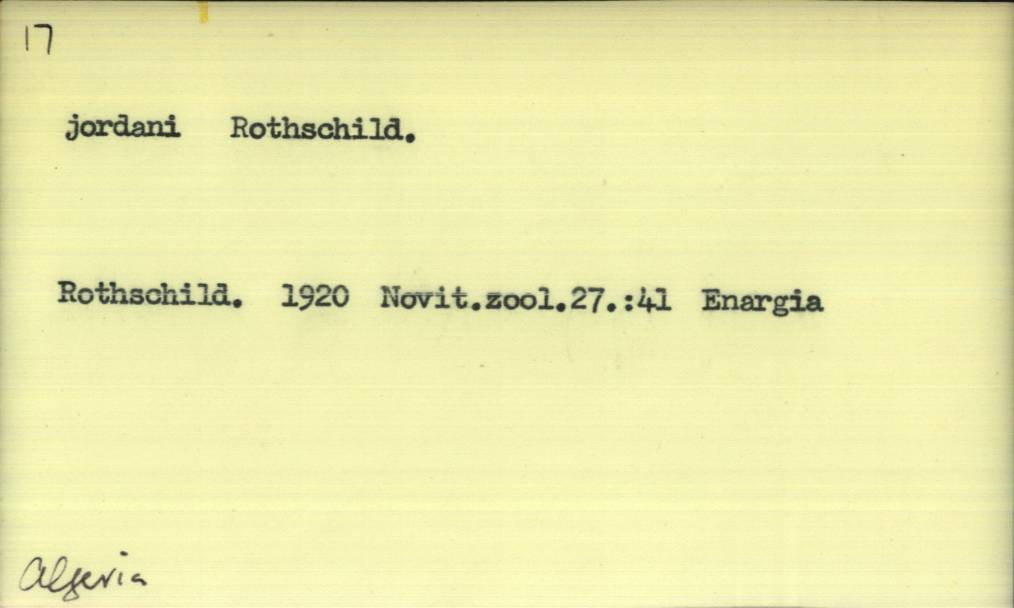 17
jordani Rothschild.
Rothschild. 1920 Novit.zool.27.:41 Enargia
Algeria